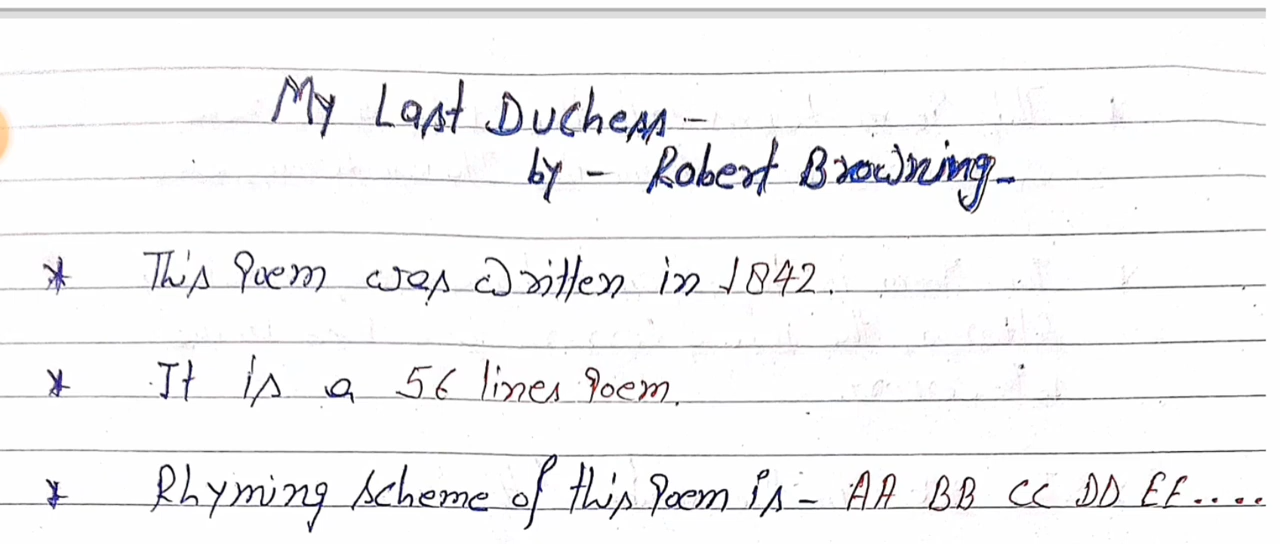 My Last Duchess -
by - Robert Browning -
* This Poem was written in 1842.
* It is a 56 lines Poem.
* Rhyming scheme of this Poem is - AA BB CC DD EE.....